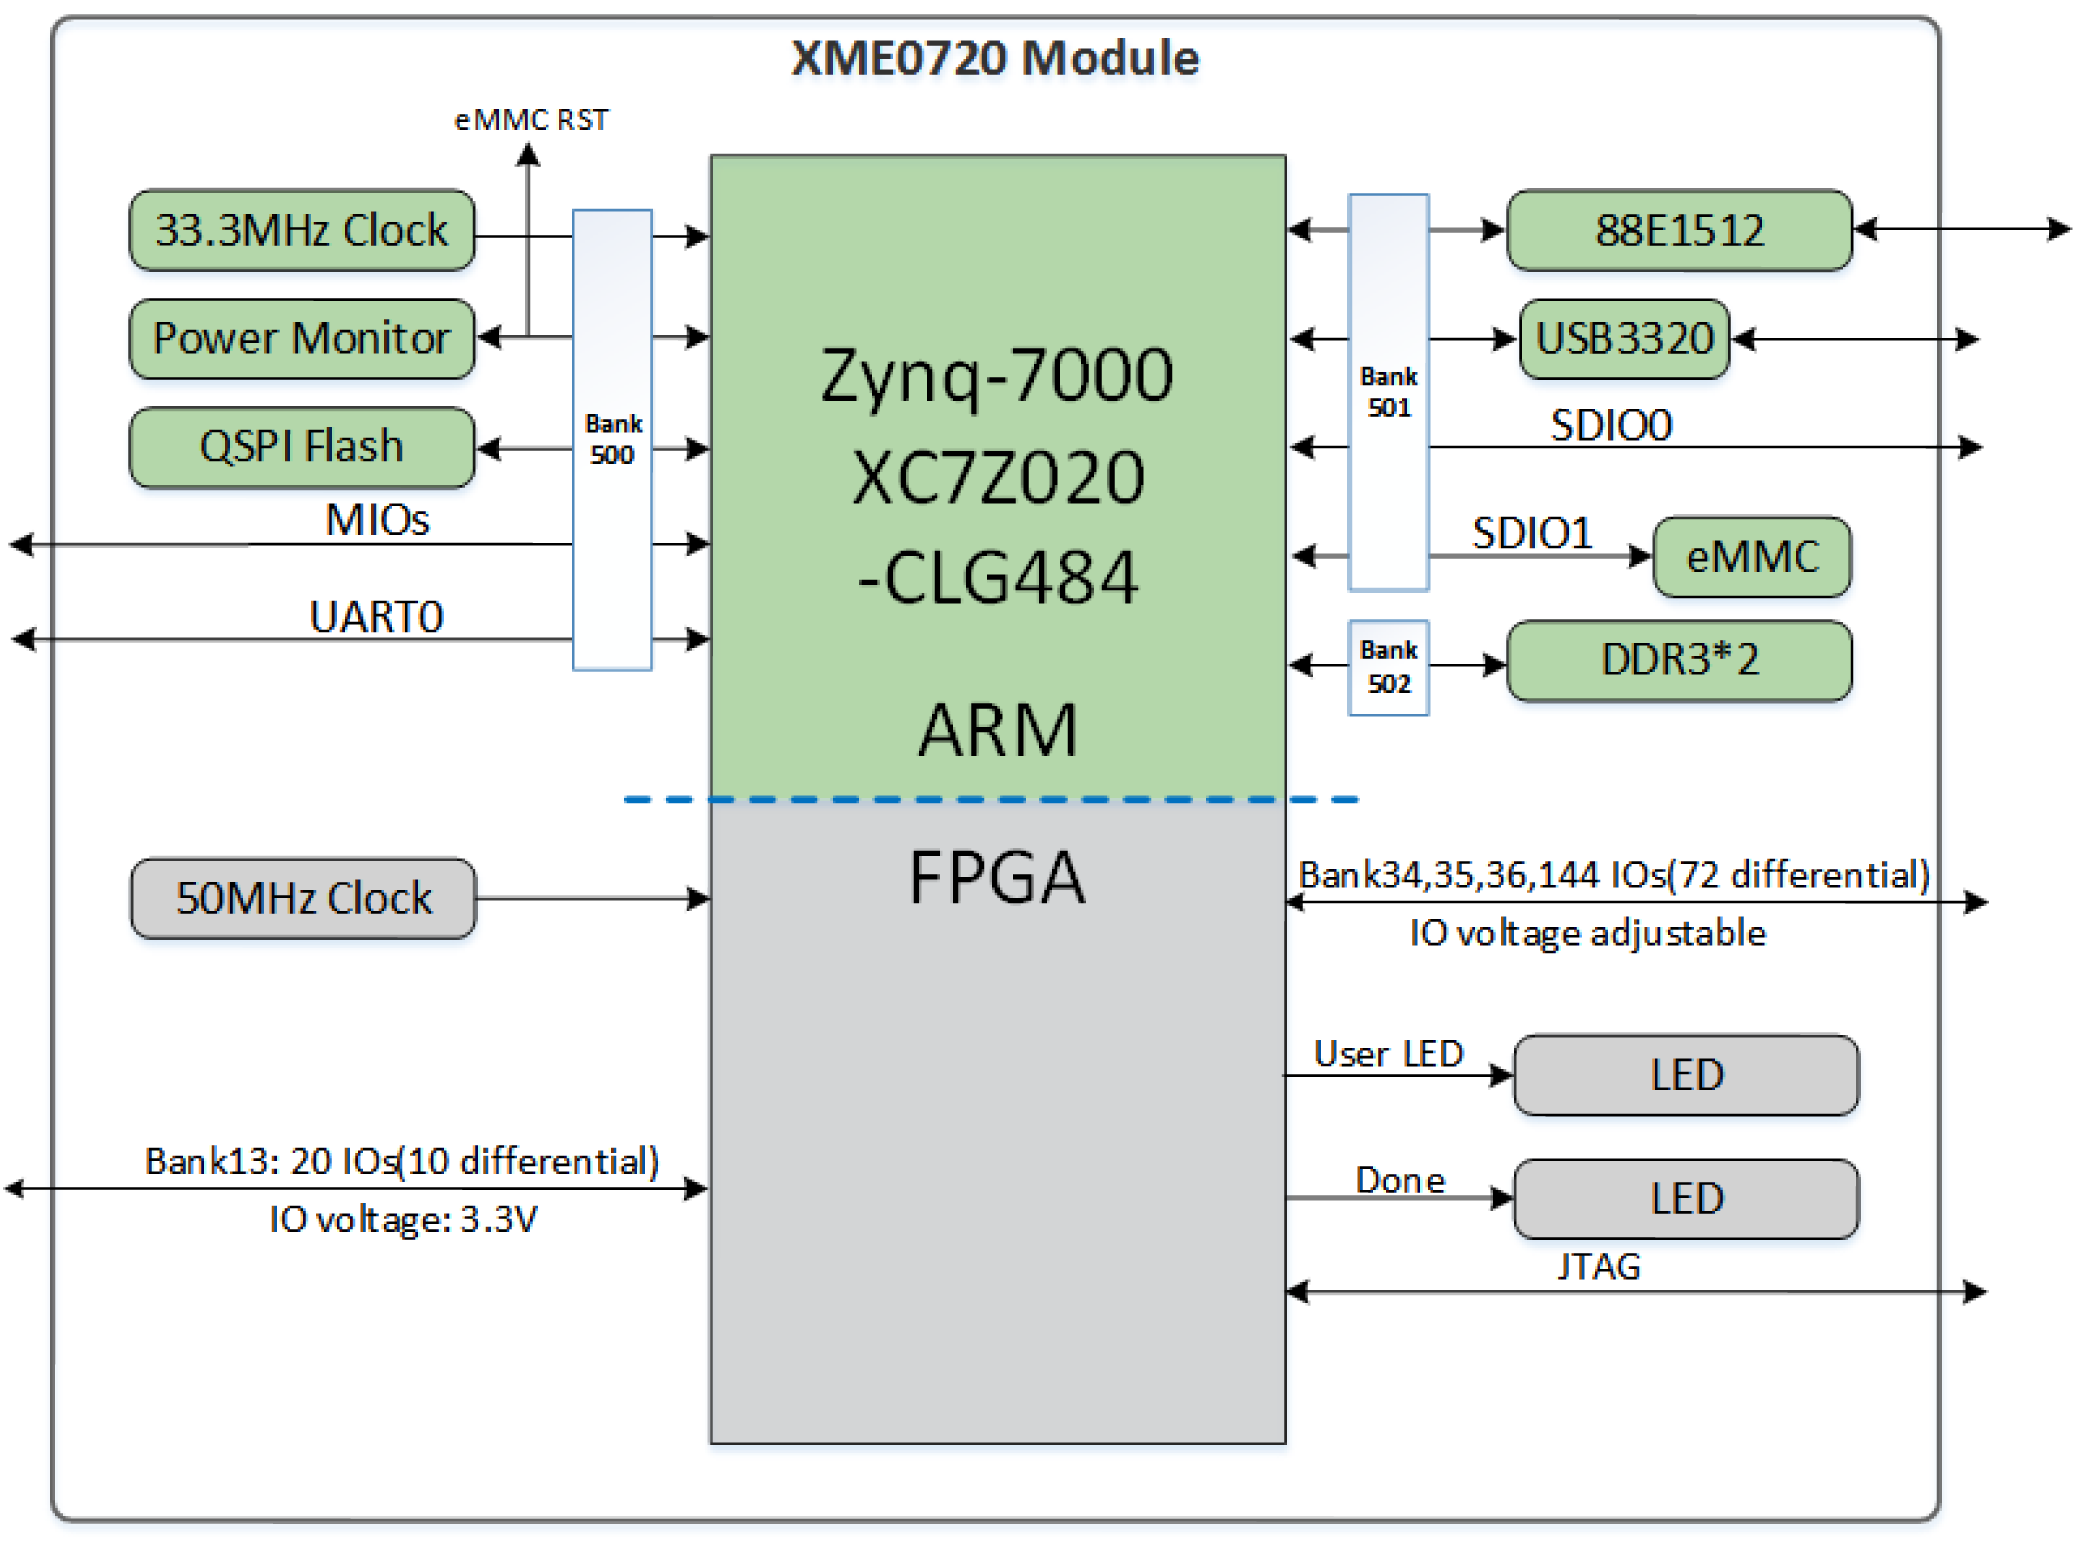 XME0720 Module
eMMC RST
33.3MHz Clock
Power Monitor
QSPI Flash
MIOs
UART0
Bank
500
Zynq-7000
XC7Z020
-CLG484
ARM
FPGA
Bank
501
Bank
502
88E1512
USB3320
SDIO0
SDIO1
eMMC
DDR3*2
50MHz Clock
Bank13: 20 IOs(10 differential)
IO voltage: 3.3V
Bank34,35,36,144 IOs(72 differential)
IO voltage adjustable
User LED
LED
Done
LED
JTAG